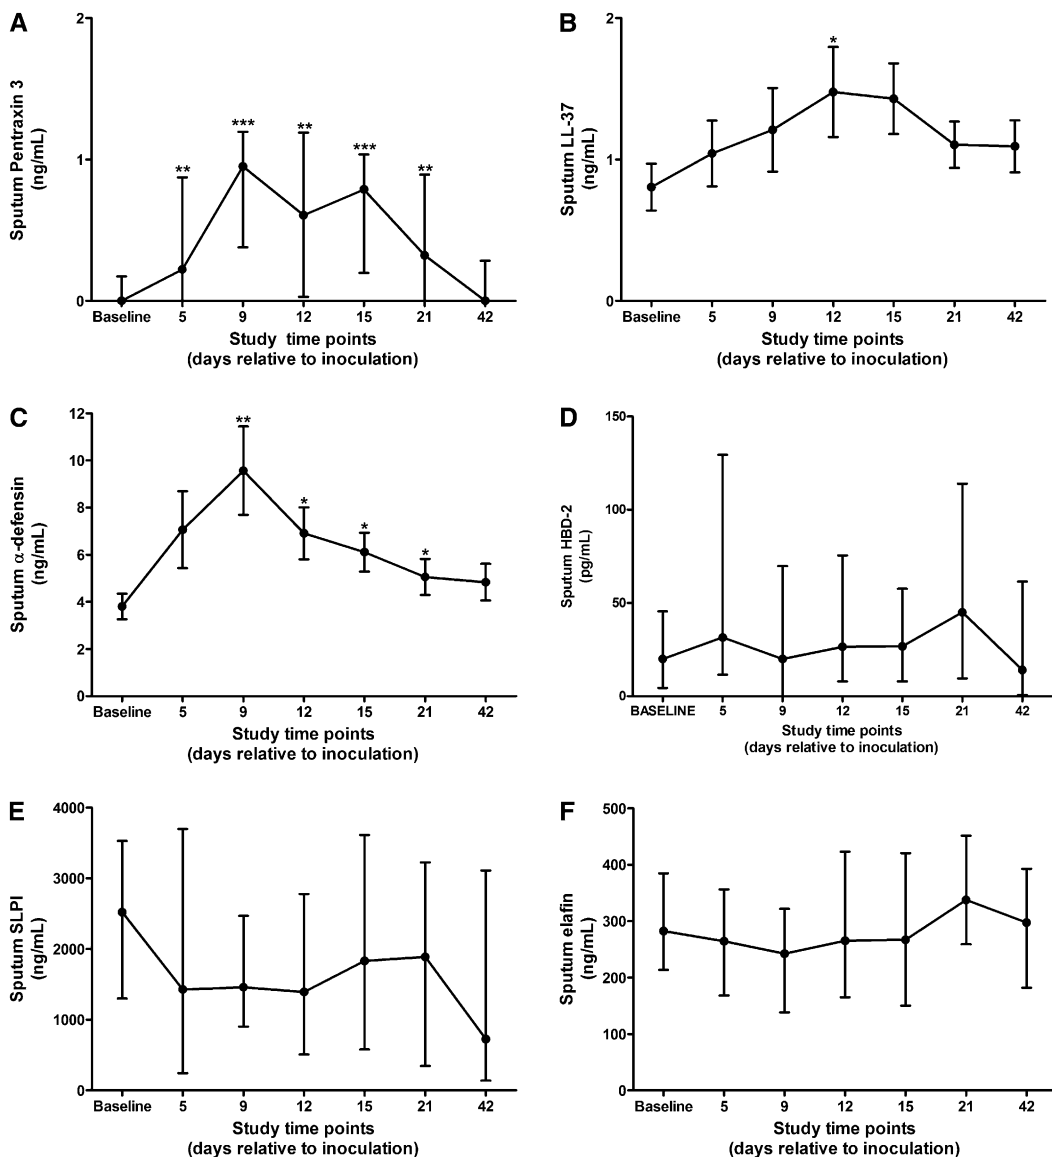 A
Sputum Pentraxin 3
(ng/mL)
2
1
0
** *** ** *** **
Baseline 5 9 12 15 21 42
Study time points
(days relative to inoculation)
B
Sputum LL-37
(ng/mL)
2
1
0
*
Baseline 5 9 12 15 21 42
Study time points
(days relative to inoculation)
C
Sputum α-defensin
(ng/mL)
12
10
8
6
4
2
0
** * * *
Baseline 5 9 12 15 21 42
Study time points
(days relative to inoculation)
D
Sputum HBD-2
(pg/mL)
150
100
50
0
BASELINE 5 9 12 15 21 42
Study time points
(days relative to inoculation)
E
Sputum SLPI
(ng/mL)
4000
3000
2000
1000
0
Baseline 5 9 12 15 21 42
Study time points
(days relative to inoculation)
F
Sputum elafin
(ng/mL)
500
400
300
200
100
0
Baseline 5 9 12 15 21 42
Study time points
(days relative to inoculation)